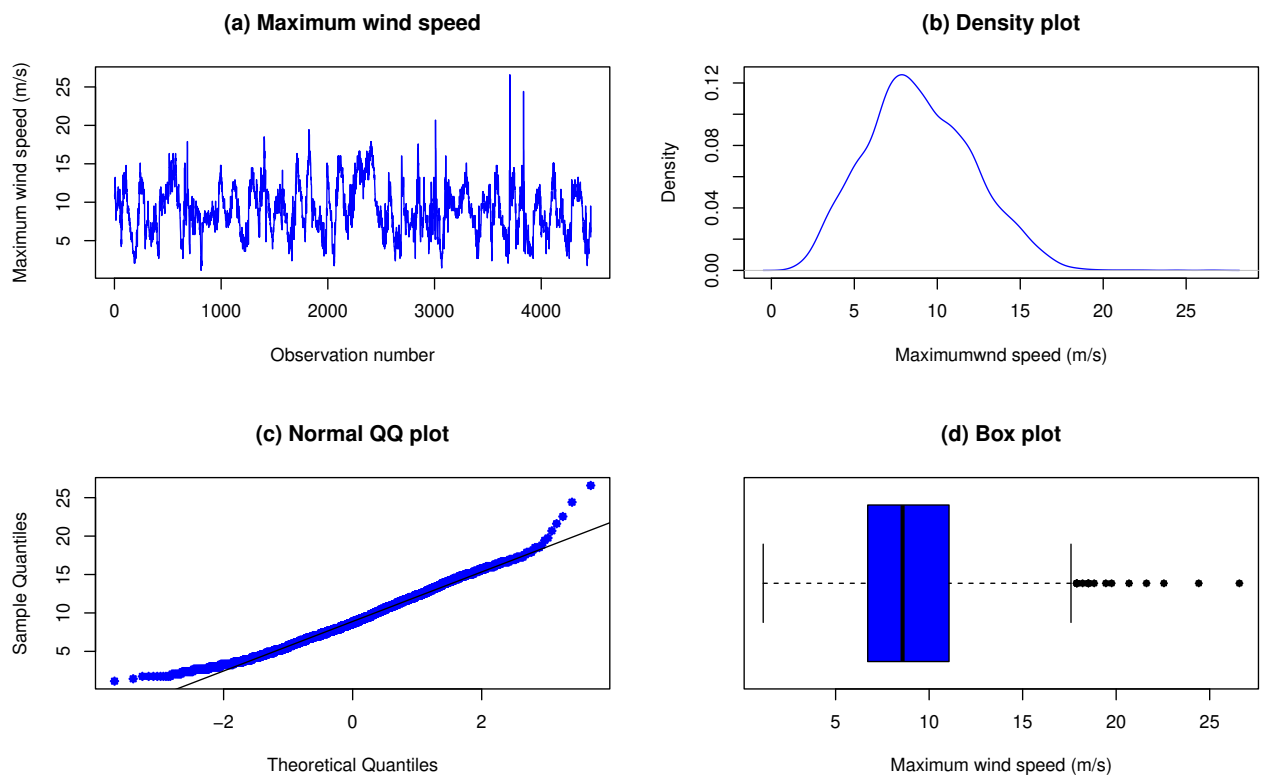 (a) Maximum wind speed
Maximum wind speed (m/s)
25
20
15
10
5
0 1000 2000 3000 4000
Observation number
(b) Density plot
Density
0.12
0.08
0.04
0.00
0 5 10 15 20 25
Maximumwnd speed (m/s)
(c) Normal QQ plot
Sample Quantiles
25
20
15
10
5
−2 0 2
Theoretical Quantiles
(d) Box plot
5 10 15 20 25
Maximum wind speed (m/s)